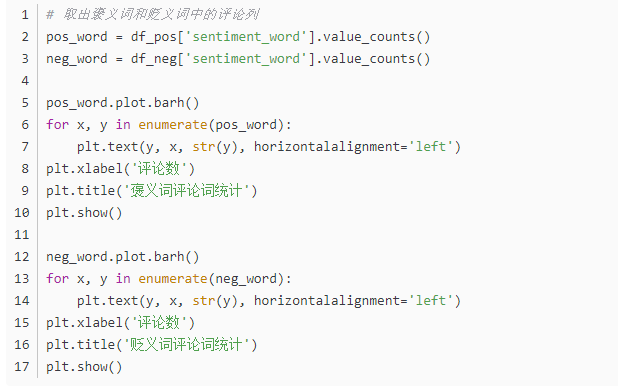 1 # 取出褒义词和贬义词中的评论列
2 pos_word = df_pos['sentiment_word'].value_counts()
3 neg_word = df_neg['sentiment_word'].value_counts()
4
5 pos_word.plot.barh()
6 for x, y in enumerate(pos_word):
7     plt.text(y, x, str(y), horizontalalignment='left')
8 plt.xlabel('评论数')
9 plt.title('褒义词评论词统计')
10 plt.show()
11
12 neg_word.plot.barh()
13 for x, y in enumerate(neg_word):
14     plt.text(y, x, str(y), horizontalalignment='left')
15 plt.xlabel('评论数')
16 plt.title('贬义词评论词统计')
17 plt.show()